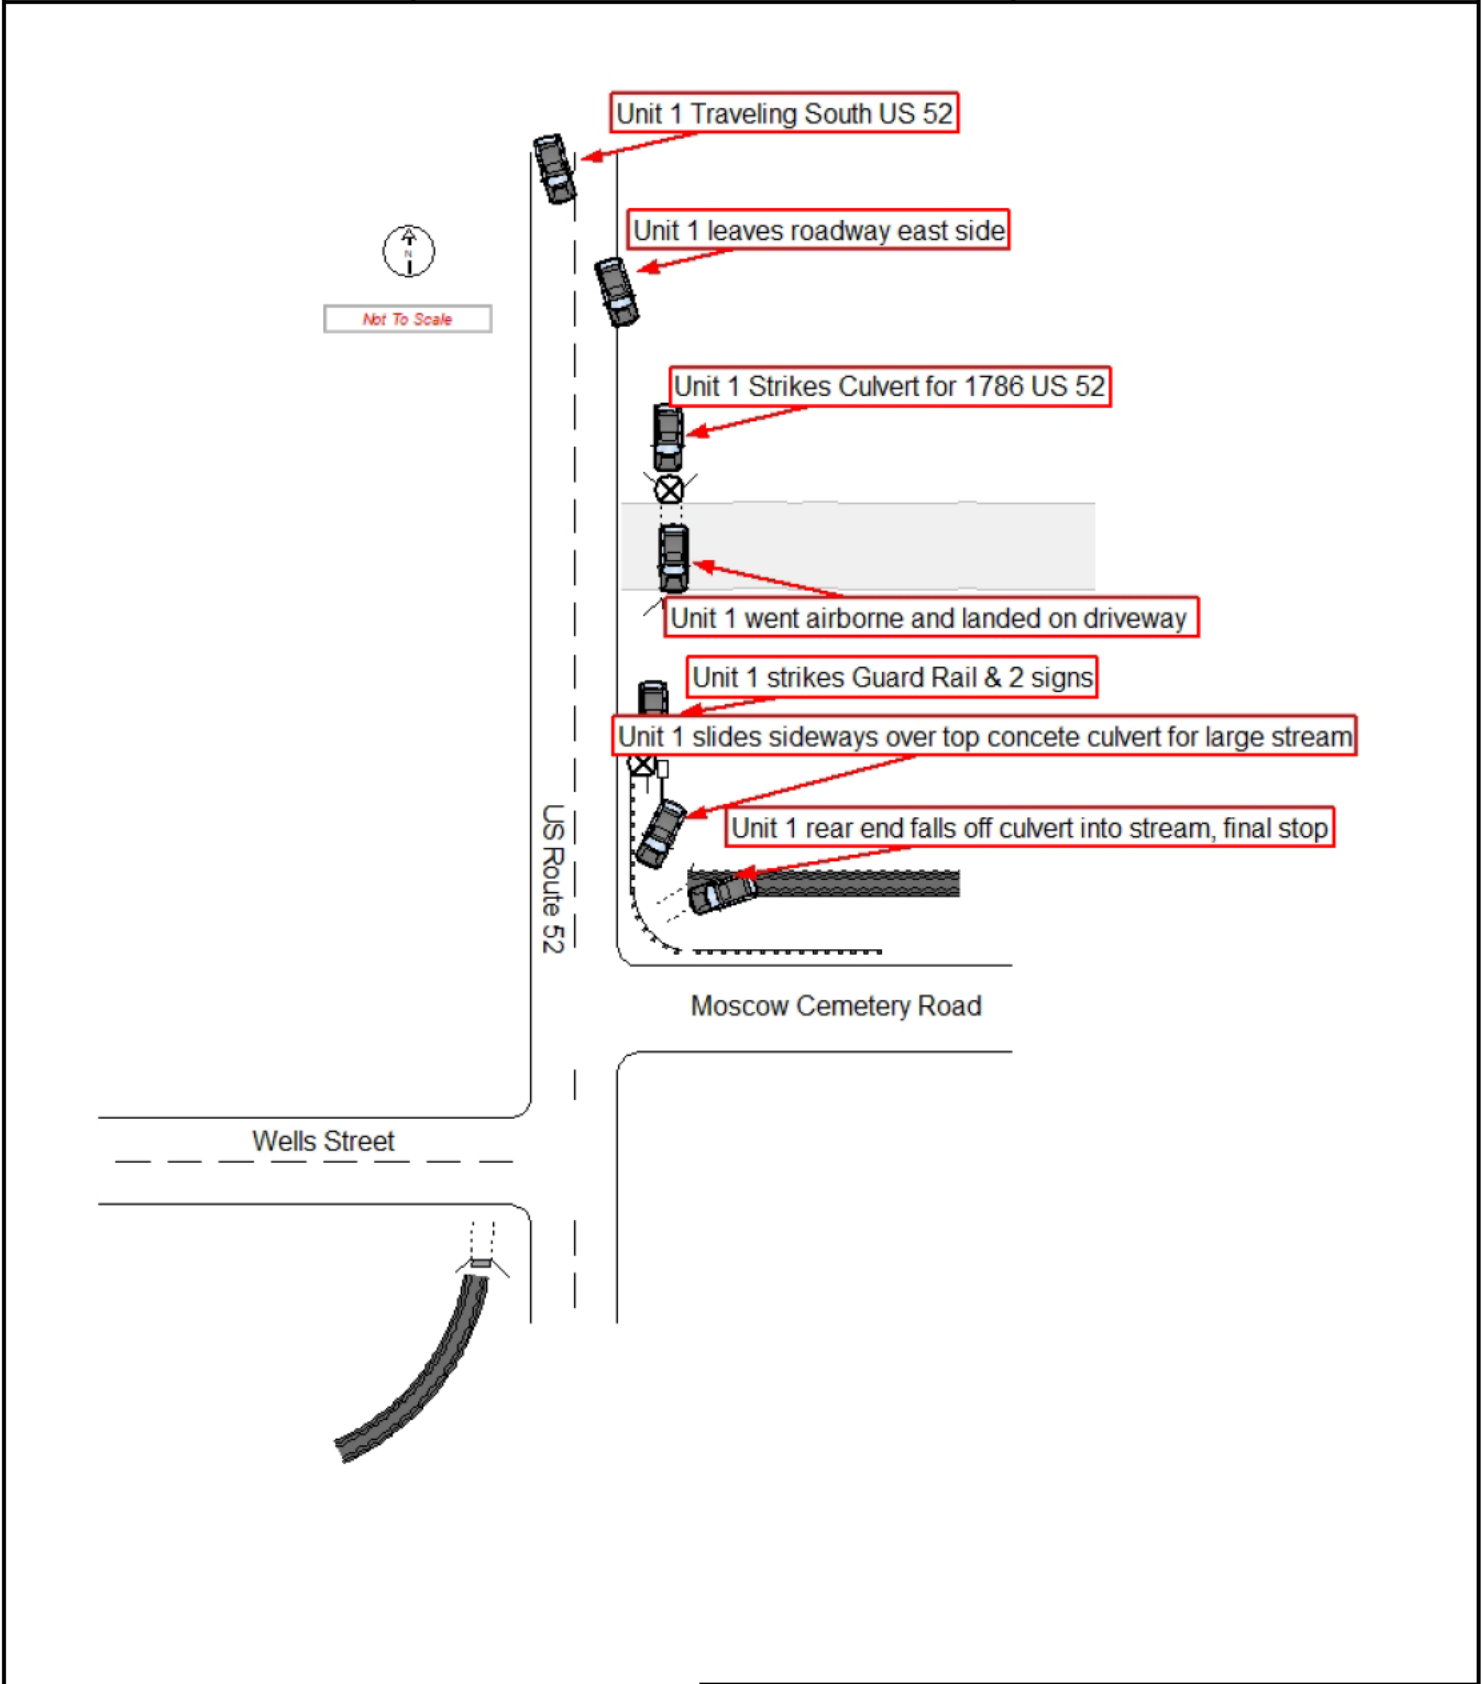 Unit 1 Traveling South US 52
Unit 1 leaves roadway east side
N
Not To Scale
Unit 1 Strikes Culvert for 1786 US 52
Unit 1 went airborne and landed on driveway
Unit 1 strikes Guard Rail & 2 signs
Unit 1 slides sideways over top concete culvert for large stream
Unit 1 rear end falls off culvert into stream, final stop
US Route 52
Moscow Cemetery Road
Wells Street